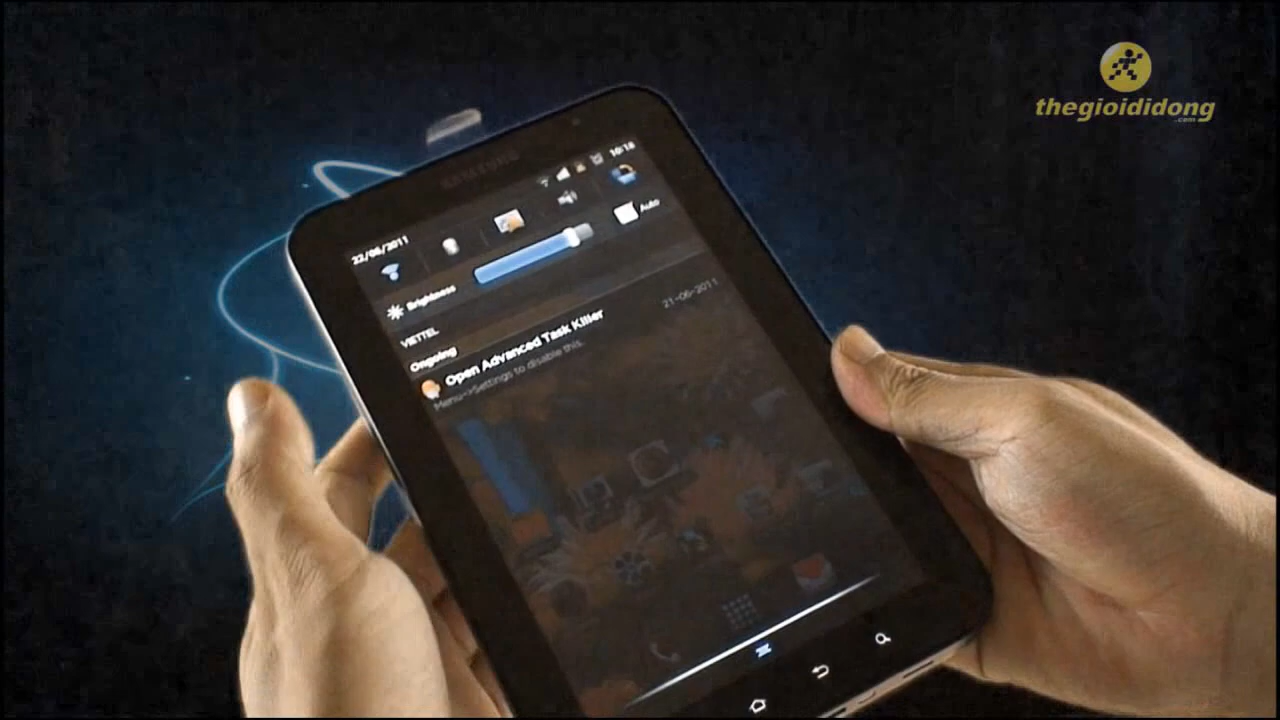 thegioididong
.com
SAMSUNG
10:16
22/06/2011
Auto
Brightness
VIETTEL
Ongoing
21-06-2011
Open Advanced Task Killer
Menu->Settings to disable this.